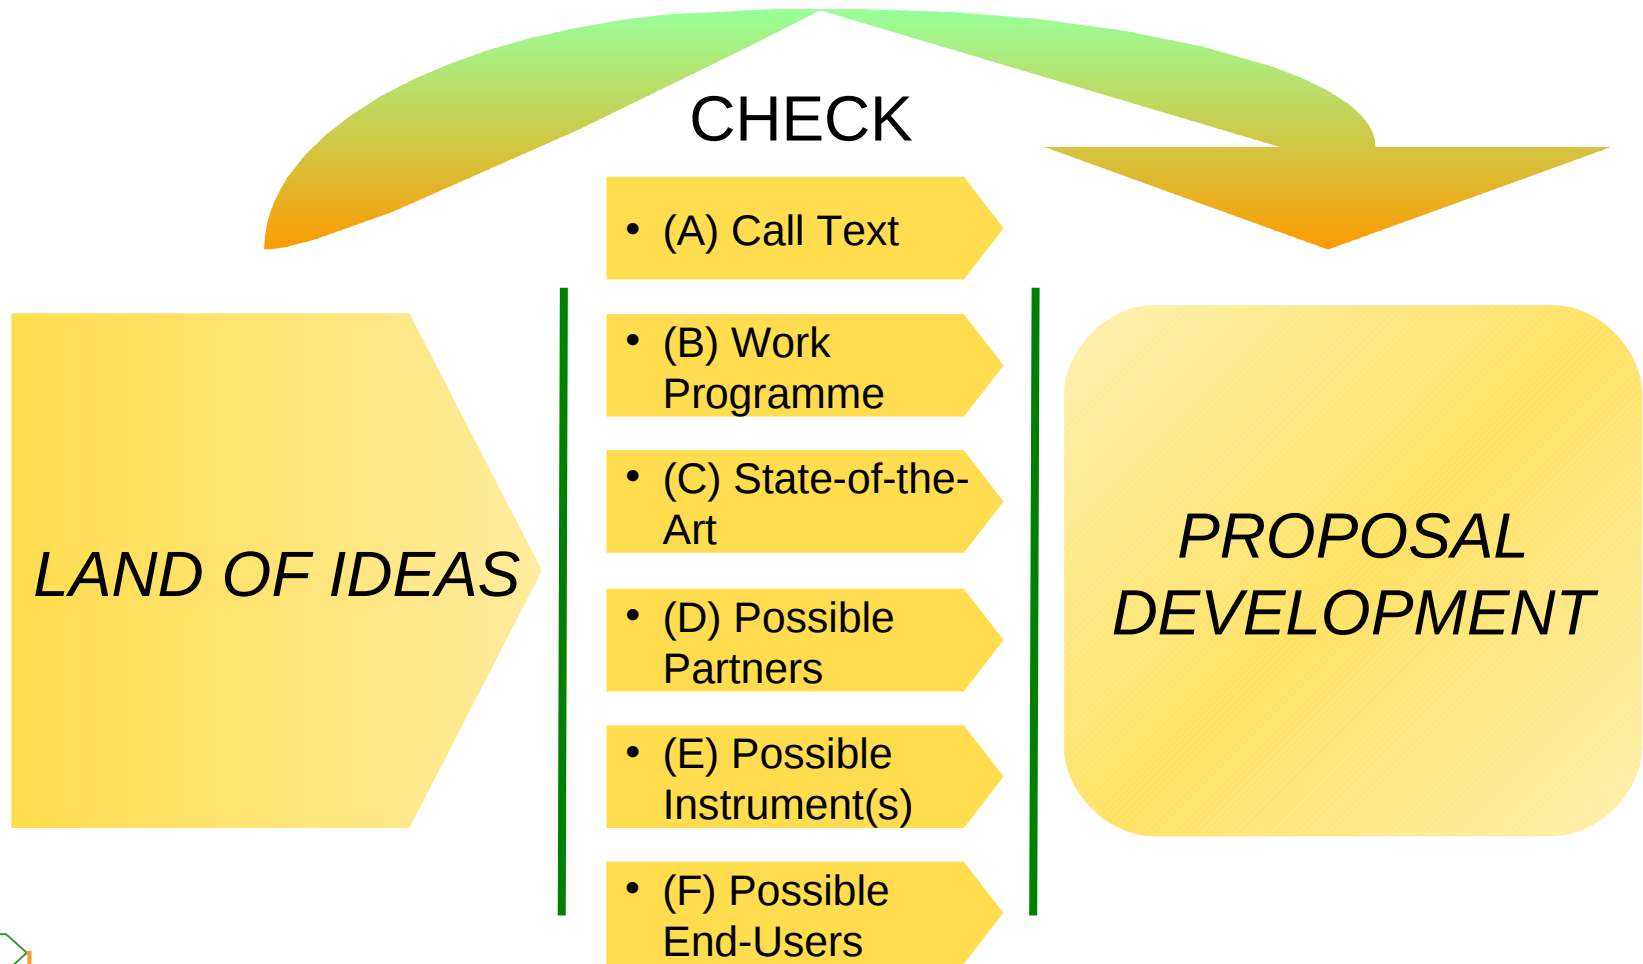 CHECK
• (A) Call Text
• (B) Work
Programme
• (C) State-of-the-
Art
• (D) Possible
Partners
• (E) Possible
Instrument(s)
• (F) Possible
End-Users
LAND OF IDEAS
PROPOSAL
DEVELOPMENT